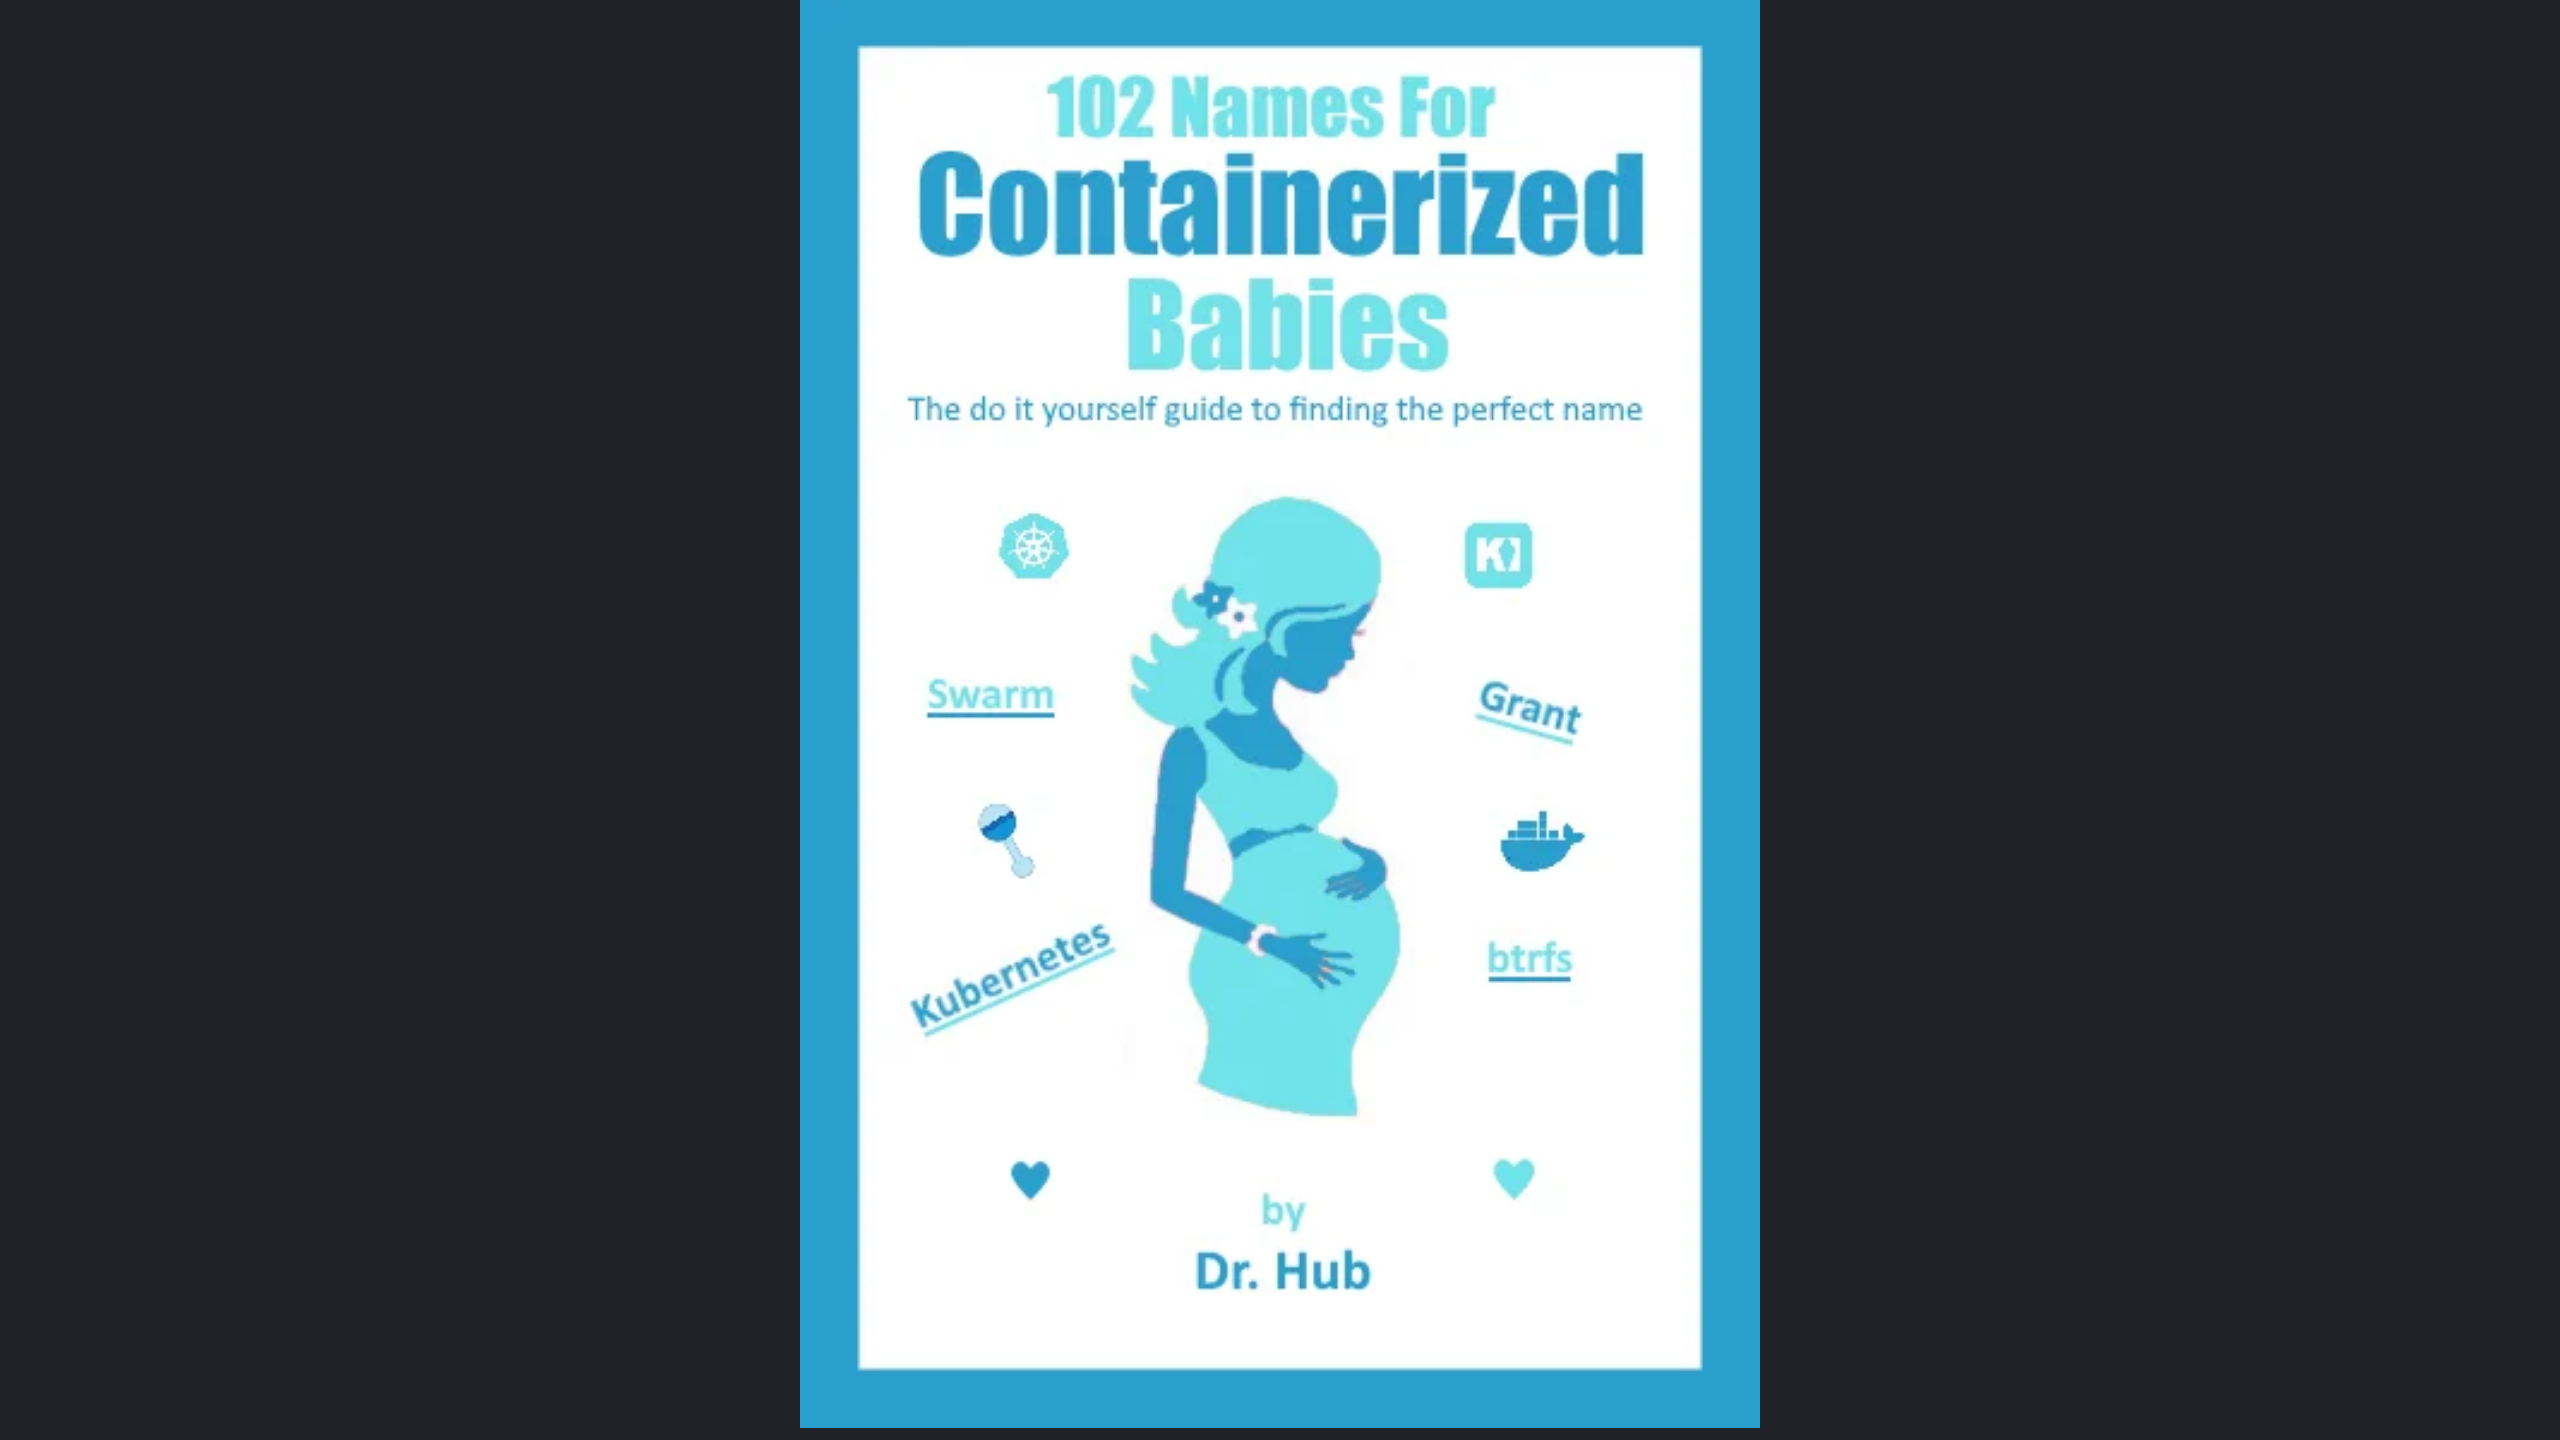 102 Names For
Containerized
Babies
The do it yourself guide to finding the perfect name
K
Swarm
Grant
Kubernetes
btrfs
by
Dr. Hub